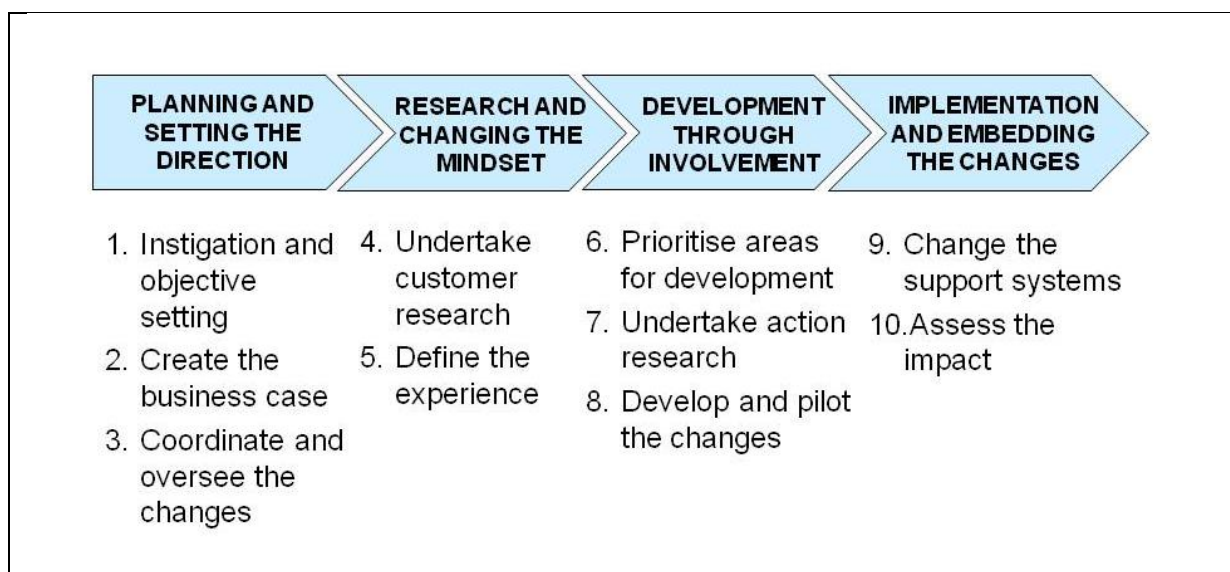 PLANNING AND
SETTING THE
DIRECTION
RESEARCH AND
CHANGING THE
MINDSET
DEVELOPMENT
THROUGH
INVOLVEMENT
IMPLEMENTATION
AND EMBEDDING
THE CHANGES
1. Instigation and
objective
setting
2. Create the
business case
3. Coordinate and
oversee the
changes
4. Undertake
customer
research
5. Define the
experience
6. Prioritise areas
for development
7. Undertake action
research
8. Develop and pilot
the changes
9. Change the
support systems
10.Assess the
impact